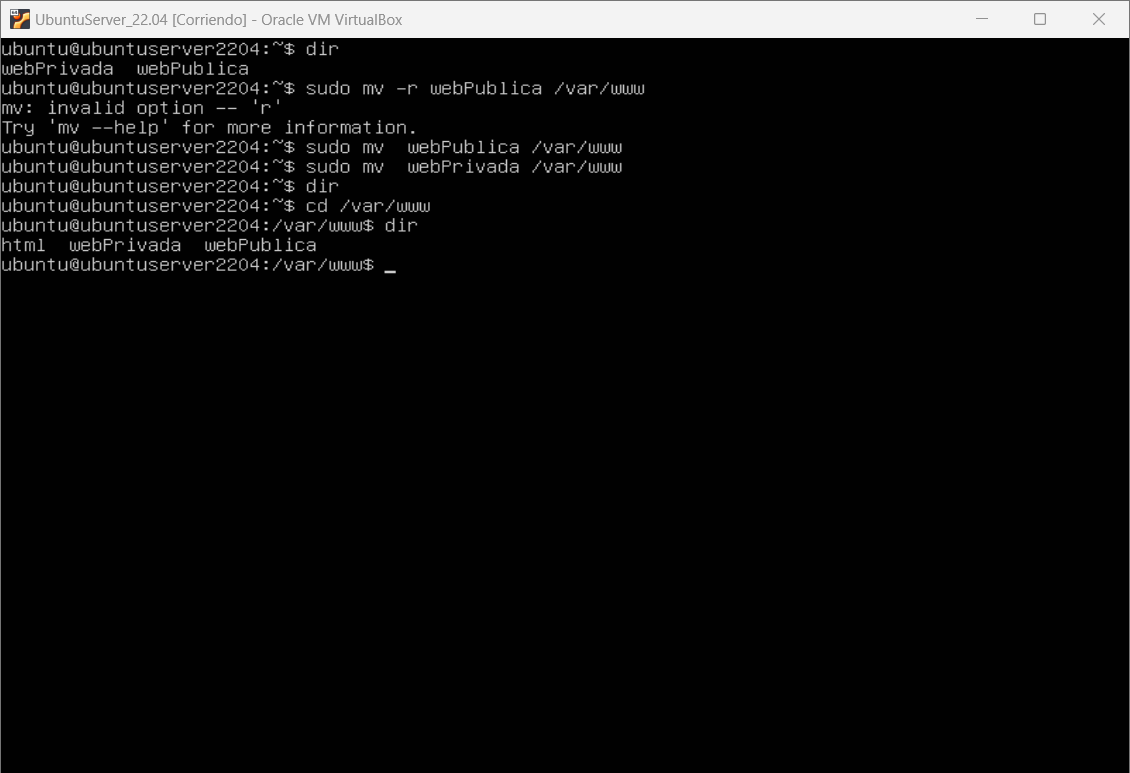 UbuntuServer_22.04 [Corriendo] - Oracle VM VirtualBox
ubuntu@ubuntuserver2204:~$ dir
webPrivada  webPublica
ubuntu@ubuntuserver2204:~$ sudo mv -r webPublica /var/www
mv: invalid option -- 'r'
Try 'mv --help' for more information.
ubuntu@ubuntuserver2204:~$ sudo mv  webPublica /var/www
ubuntu@ubuntuserver2204:~$ sudo mv  webPrivada /var/www
ubuntu@ubuntuserver2204:~$ dir
ubuntu@ubuntuserver2204:~$ cd /var/www
ubuntu@ubuntuserver2204:/var/www$ dir
html  webPrivada  webPublica
ubuntu@ubuntuserver2204:/var/www$ _